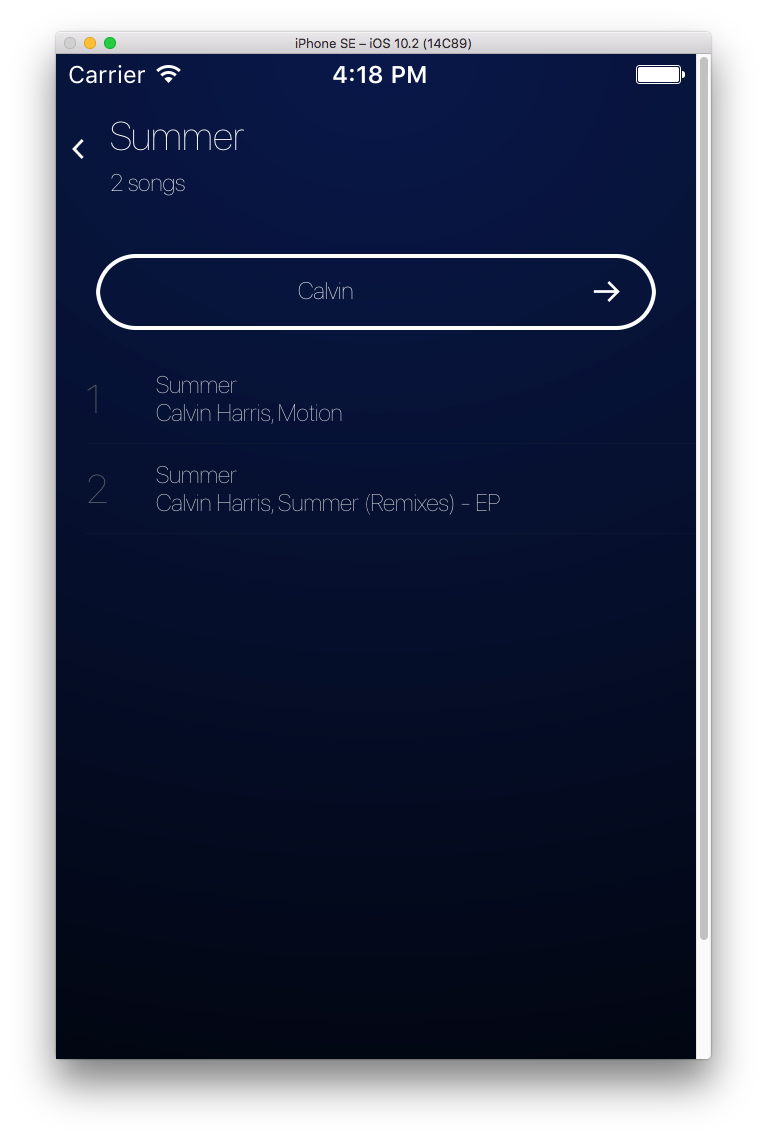 iPhone SE – iOS 10.2 (14C89)
Carrier 4:18 PM
Summer
2 songs
Calvin
1
Summer
Calvin Harris, Motion
2
Summer
Calvin Harris, Summer (Remixes) - EP